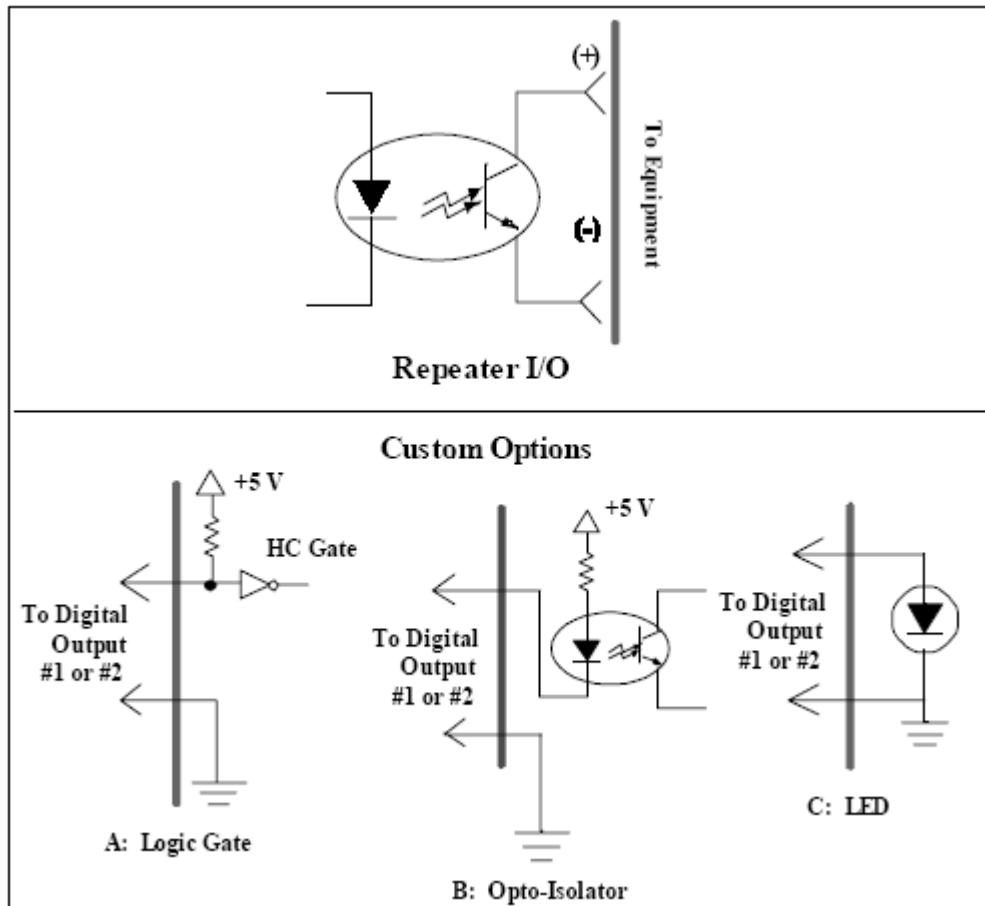 (+)
To Equipment
(-)
Repeater I/O
Custom Options
+5 V
HC Gate
To Digital
Output
#1 or #2
A: Logic Gate
+5 V
To Digital
Output
#1 or #2
B: Opto-Isolator
To Digital
Output
#1 or #2
C: LED